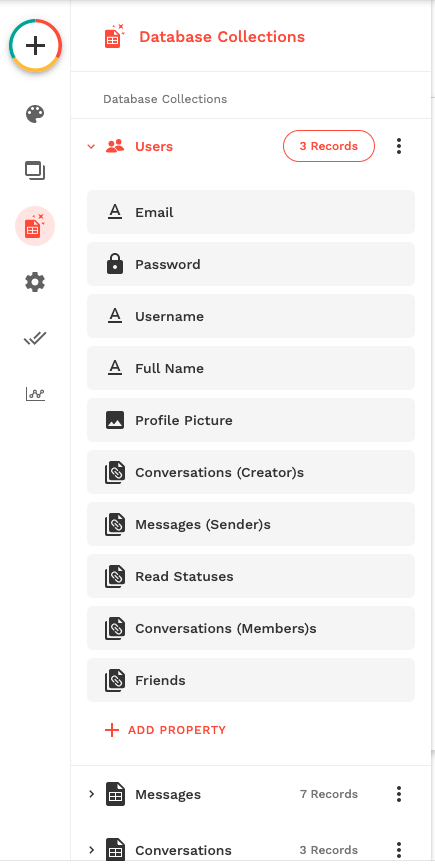 Database Collections
Database Collections
Users
3 Records
Email
Password
Username
Full Name
Profile Picture
Conversations (Creator)s
Messages (Sender)s
Read Statuses
Conversations (Members)s
Friends
ADD PROPERTY
Messages
7 Records
Conversations
3 Records